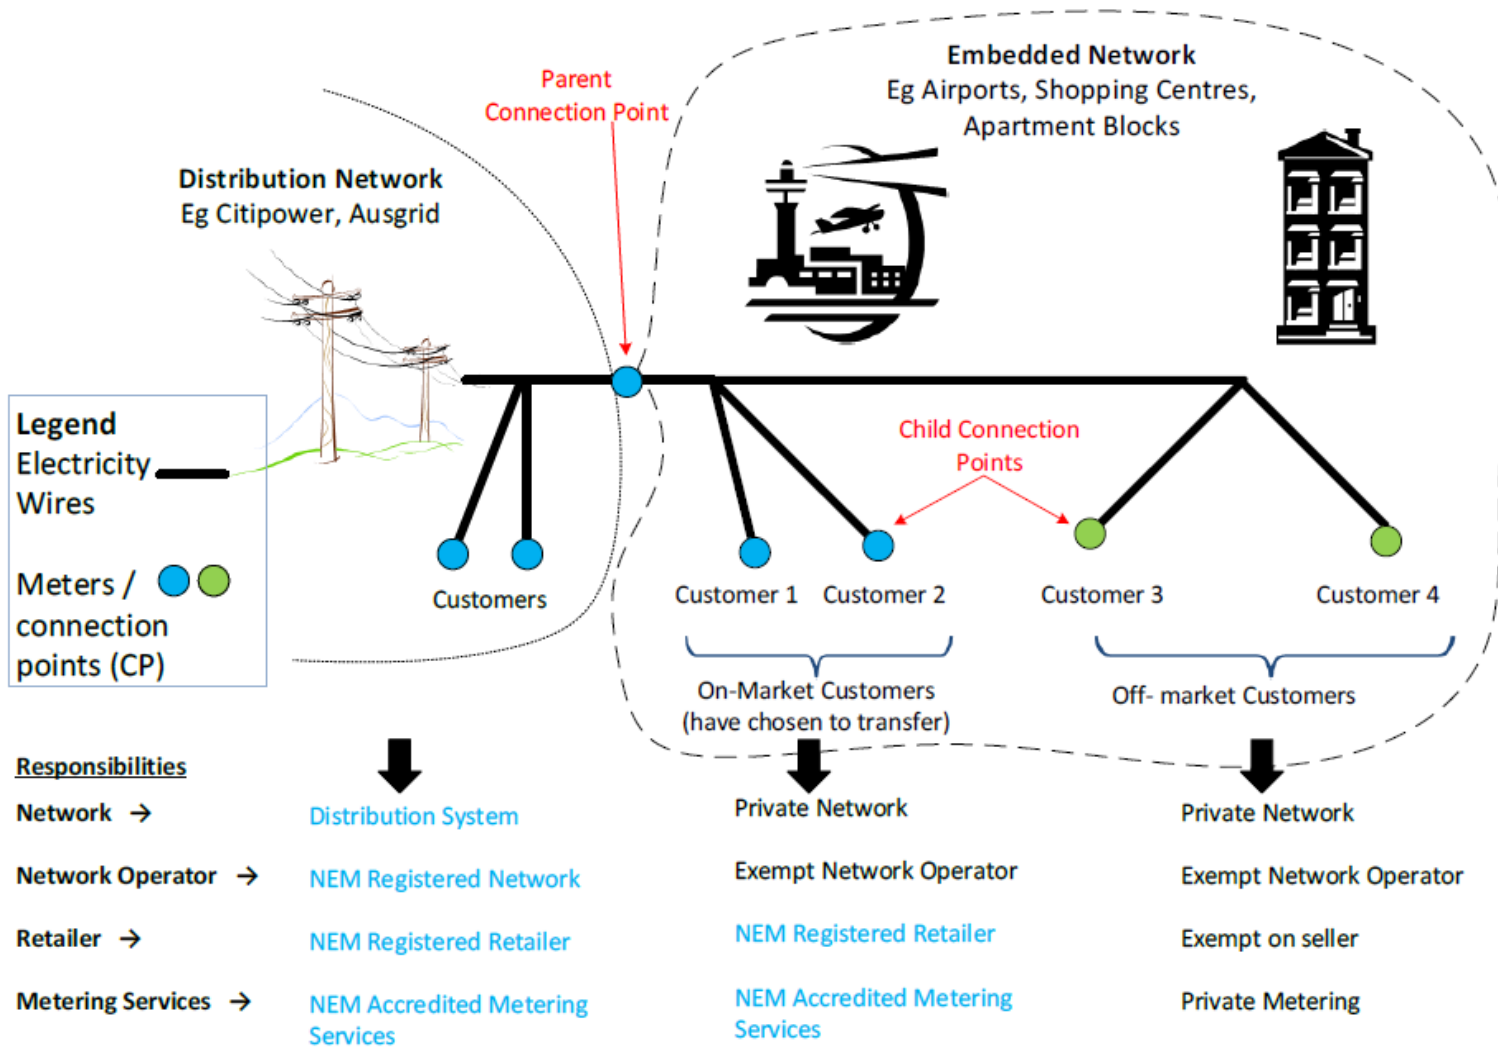 Embedded Network
Eg Airports, Shopping Centres,
Apartment Blocks
Parent
Connection Point
Distribution Network
Eg Citipower, Ausgrid
Legend
Electricity
Wires
Meters /
connection
points (CP)
Child Connection
Points
Customers
Customer 1
Customer 2
Customer 3
Customer 4
On-Market Customers
(have chosen to transfer)
Off- market Customers
Responsibilities
Network → Distribution System Private Network Private Network
Network Operator → NEM Registered Network Exempt Network Operator Exempt Network Operator
Retailer → NEM Registered Retailer NEM Registered Retailer Exempt on seller
Metering Services → NEM Accredited Metering NEM Accredited Metering Private Metering
Services Services